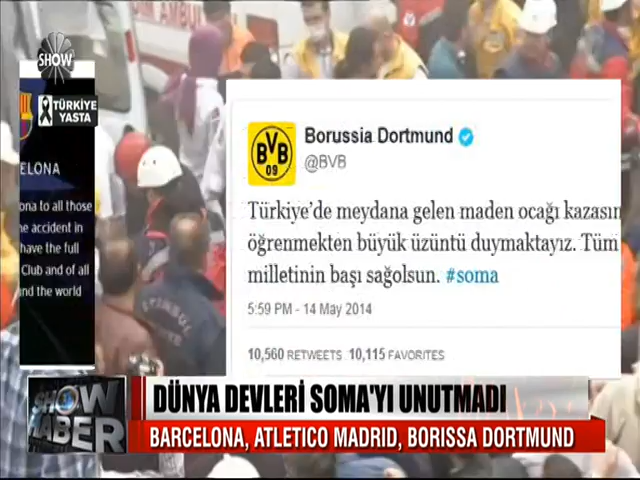 SHOW
TÜRKİYE
YASTA
ELONA
ona to all those
e accident in
have the full
Club and of all
nd the world
BVB
09
Borussia Dortmund
@BVB
Türkiye'de meydana gelen maden ocağı kazasın
öğrenmekten büyük üzüntü duymaktayız. Tüm
milletinin başı sağolsun. #soma
5:59 PM - 14 May 2014
10,560 RETWEETS 10,115 FAVORITES
SHOW
HABER
DÜNYA DEVLERİ SOMA'YI UNUTMADI
BARCELONA, ATLETICO MADRID, BORISSA DORTMUND